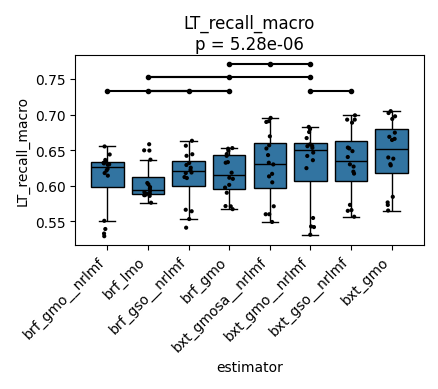 LT_recall_macro
p = 5.28e-06
LT_recall_macro
0.75
0.70
0.65
0.60
0.55
brf_gmo__nrlmf
brf_lmo
brf_gso__nrlmf
brf_gmo
bxt_gmosa__nrlmf
bxt_gmo__nrlmf
bxt_gso__nrlmf
bxt_gmo
estimator